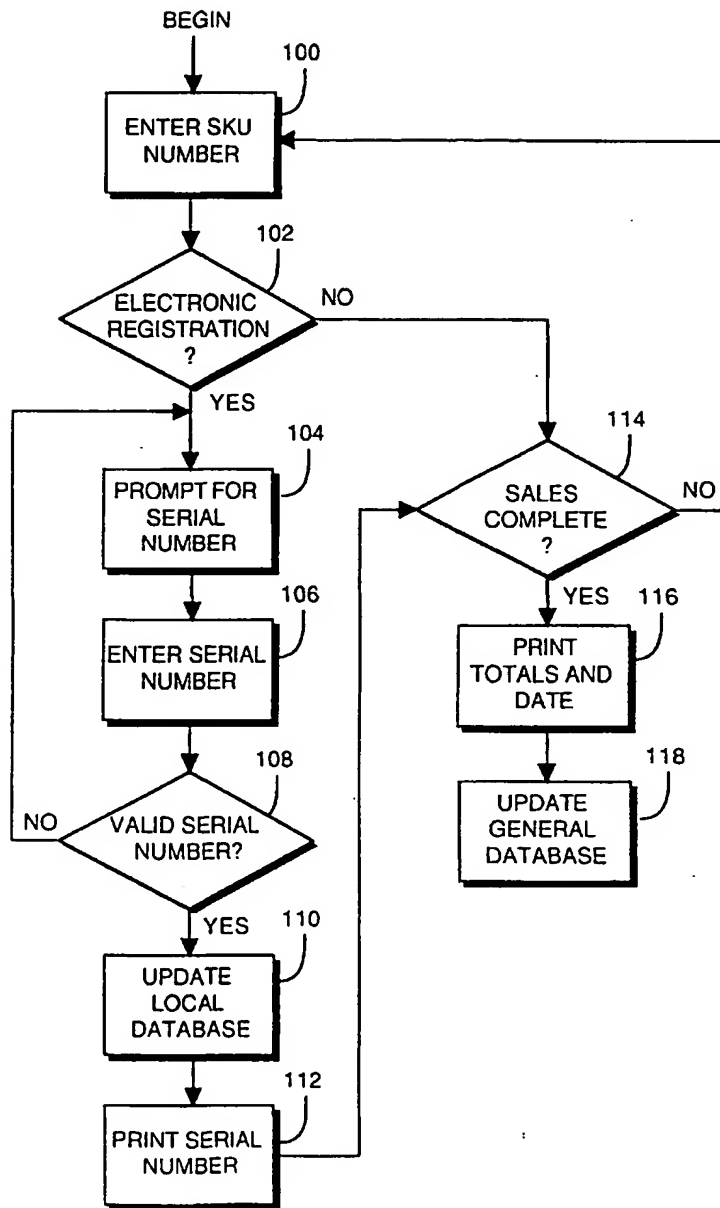 BEGIN
100
ENTER SKU
NUMBER
102
ELECTRONIC
REGISTRATION
?
NO
YES
104
PROMPT FOR
SERIAL
NUMBER
106
ENTER SERIAL
NUMBER
108
VALID SERIAL
NUMBER?
NO
YES
110
UPDATE
LOCAL
DATABASE
112
PRINT SERIAL
NUMBER
114
SALES
COMPLETE
?
NO
YES
116
PRINT
TOTALS AND
DATE
118
UPDATE
GENERAL
DATABASE